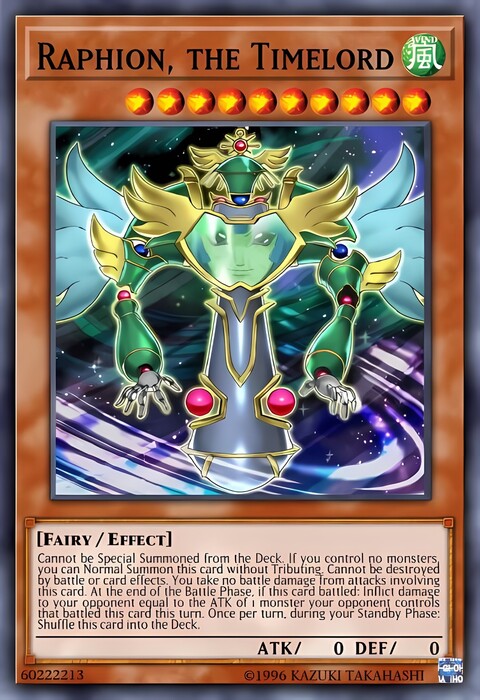 RAPHION, THE TIMELORD
WIND
風
[FAIRY / EFFECT]
Cannot be Special Summoned from the Deck. If you control no monsters,
you can Normal Summon this card without Tributing. Cannot be destroyed
by battle or card effects. You take no battle damage from attacks involving
this card. At the end of the Battle Phase, if this card battled: Inflict damage
to your opponent equal to the ATK of 1 monster your opponent controls
that battled this card this turn. Once per turn, during your Standby Phase:
Shuffle this card into the Deck.
ATK/ 0 DEF/ 0
60222213
©1996 KAZUKI TAKAHASHI